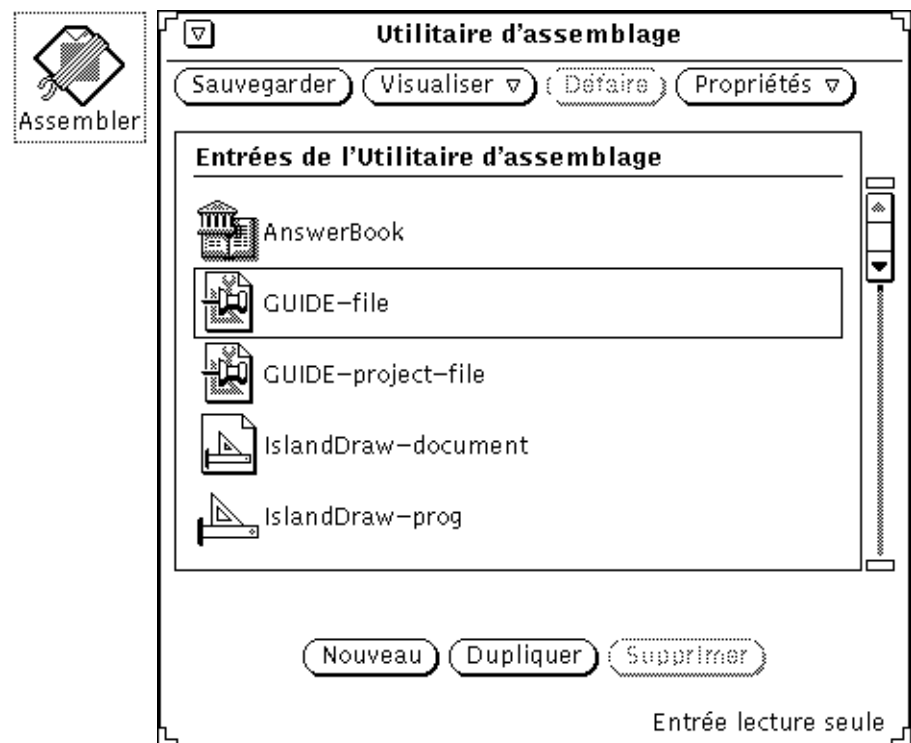 Assembler
Utilitaire d'assemblage
Sauvegarder Visualiser Défaire Propriétés
Entrées de l'Utilitaire d'assemblage
AnswerBook
GUIDE-file
GUIDE-project-file
IslandDraw-document
IslandDraw-prog
Nouveau Dupliquer Supprimer
Entrée lecture seule